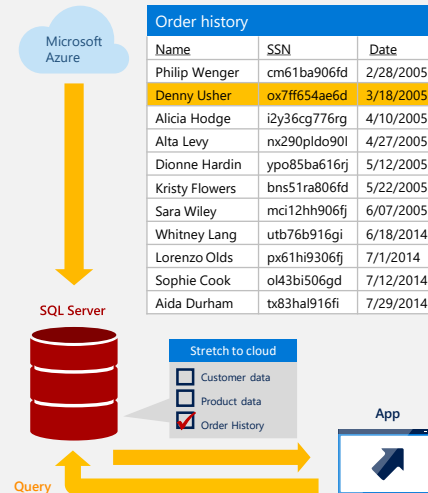 Microsoft
Azure
Order history
Name SSN Date
Philip Wenger cm61ba906fd 2/28/2005
Denny Usher ox7ff654ae6d 3/18/2005
Alicia Hodge i2y36cg776rg 4/10/2005
Alta Levy nx290pldo90l 4/27/2005
Dionne Hardin ypo85ba616rj 5/12/2005
Kristy Flowers bns51ra806fd 5/22/2005
Sara Wiley mci12hh906fj 6/07/2005
Whitney Lang utb76b916gi 6/18/2014
Lorenzo Olds px61hi9306fj 7/1/2014
Sophie Cook ol43bi506gd 7/12/2014
Aida Durham tx83hal916fi 7/29/2014
SQL Server
Stretch to cloud
Customer data
Product data
Order History
App
Query